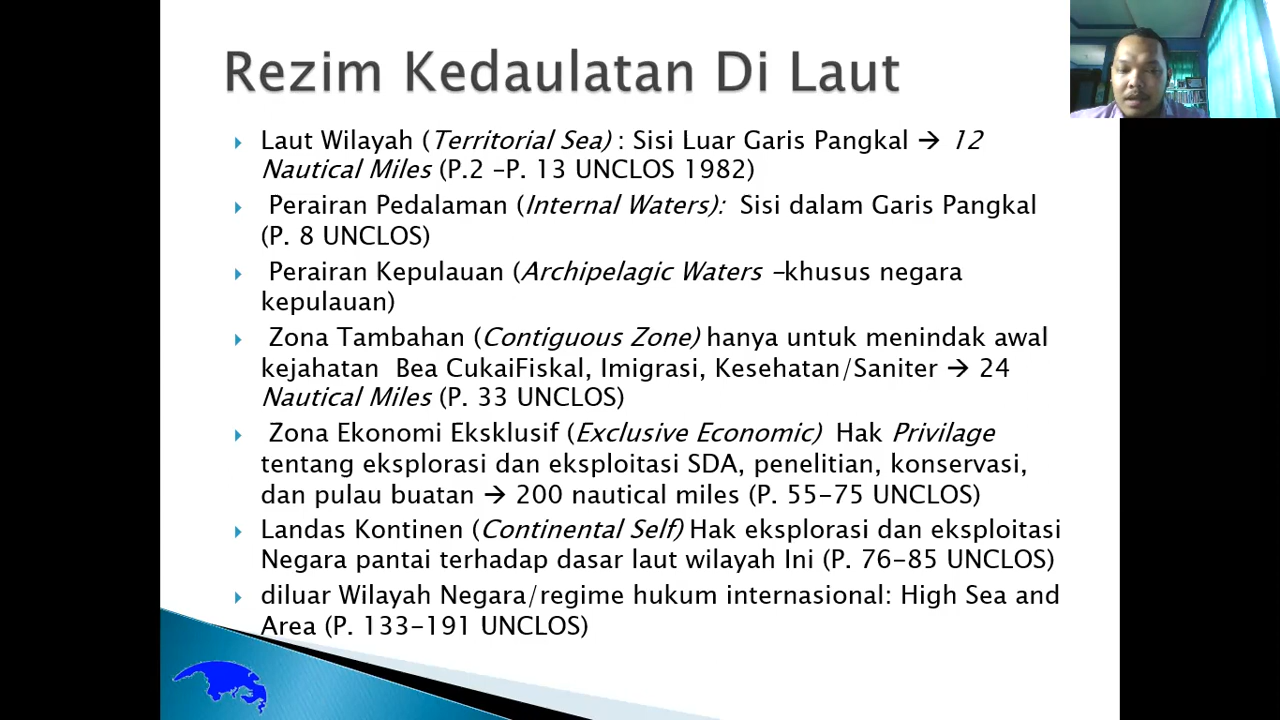 Rezim Kedaulatan Di Laut
Laut Wilayah (Territorial Sea) : Sisi Luar Garis Pangkal → 12
Nautical Miles (P.2 –P. 13 UNCLOS 1982)
Perairan Pedalaman (Internal Waters): Sisi dalam Garis Pangkal
(P. 8 UNCLOS)
Perairan Kepulauan (Archipelagic Waters –khusus negara
kepulauan)
Zona Tambahan (Contiguous Zone) hanya untuk menindak awal
kejahatan Bea CukaiFiskal, Imigrasi, Kesehatan/Saniter → 24
Nautical Miles (P. 33 UNCLOS)
Zona Ekonomi Eksklusif (Exclusive Economic) Hak Privilage
tentang eksplorasi dan eksploitasi SDA, penelitian, konservasi,
dan pulau buatan → 200 nautical miles (P. 55-75 UNCLOS)
Landas Kontinen (Continental Self) Hak eksplorasi dan eksploitasi
Negara pantai terhadap dasar laut wilayah Ini (P. 76-85 UNCLOS)
diluar Wilayah Negara/regime hukum internasional: High Sea and
Area (P. 133-191 UNCLOS)